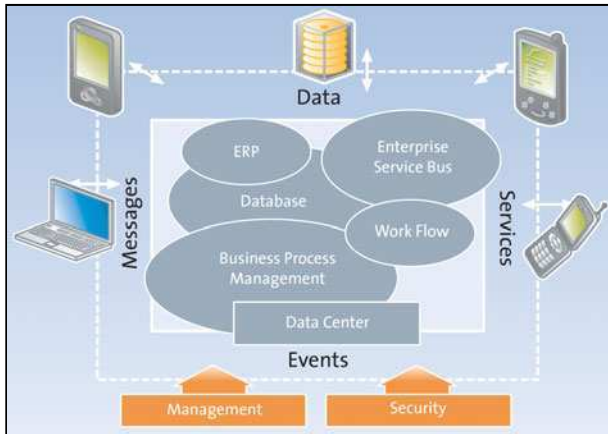 Data
ERP
Enterprise
Service Bus
Database
Messages
Services
Work Flow
Business Process
Management
Data Center
Events
Management
Security